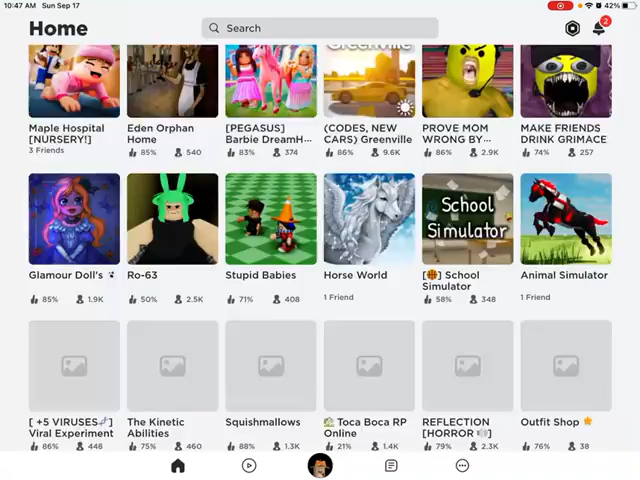 10:47 AM Sun Sep 17
42%
Home
Search
2
Greenville
Maple Hospital [NURSERY!]
3 Friends
Eden Orphan Home
85% 540
[PEGASUS] Barbie DreamH...
83% 374
(CODES, NEW CARS) Greenville
86% 9.6K
PROVE MOM WRONG BY...
86% 2.9K
MAKE FRIENDS DRINK GRIMACE
74% 257
School
Simulator
Glamour Doll's
85% 1.9K
Ro-63
50% 2.5K
Stupid Babies
71% 408
Horse World
1 Friend
[🏀] School Simulator
58% 348
Animal Simulator
1 Friend
[ +5 VIRUSES🧬] Viral Experiment
86% 448
The Kinetic Abilities
75% 460
Squishmallows
88% 1.3K
🏡 Toca Boca RP Online
21% 1.4K
REFLECTION [HORROR 🔊]
79% 2.3K
Outfit Shop ⭐
76% 38